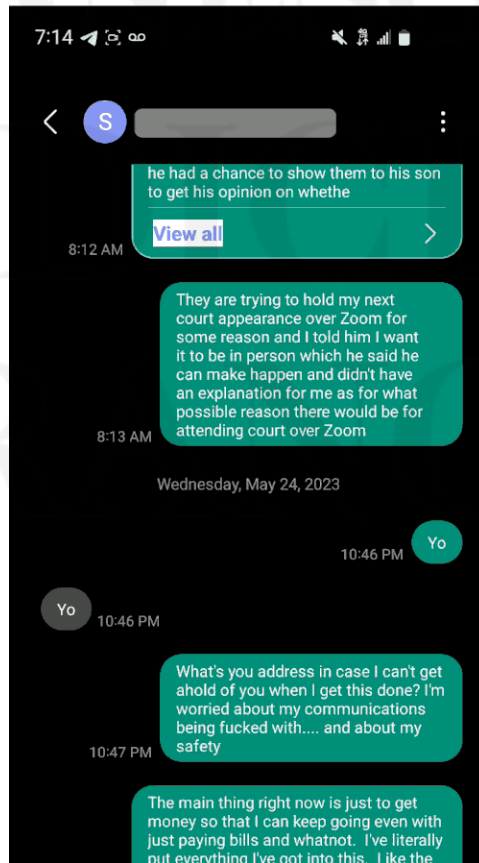 7:14
S
he had a chance to show them to his son
to get his opinion on whethe
View all
8:12 AM
They are trying to hold my next
court appearance over Zoom for
some reason and I told him I want
it to be in person which he said he
can make happen and didn't have
an explanation for me as for what
possible reason there would be for
attending court over Zoom
8:13 AM
Wednesday, May 24, 2023
Yo
10:46 PM
Yo
10:46 PM
What's you address in case I can't get
ahold of you when I get this done? I'm
worried about my communications
being fucked with.... and about my
safety
10:47 PM
The main thing right now is just to get
money so that I can keep going even with
just paying bills and whatnot. I've literally
put everything I've got into this. Like the